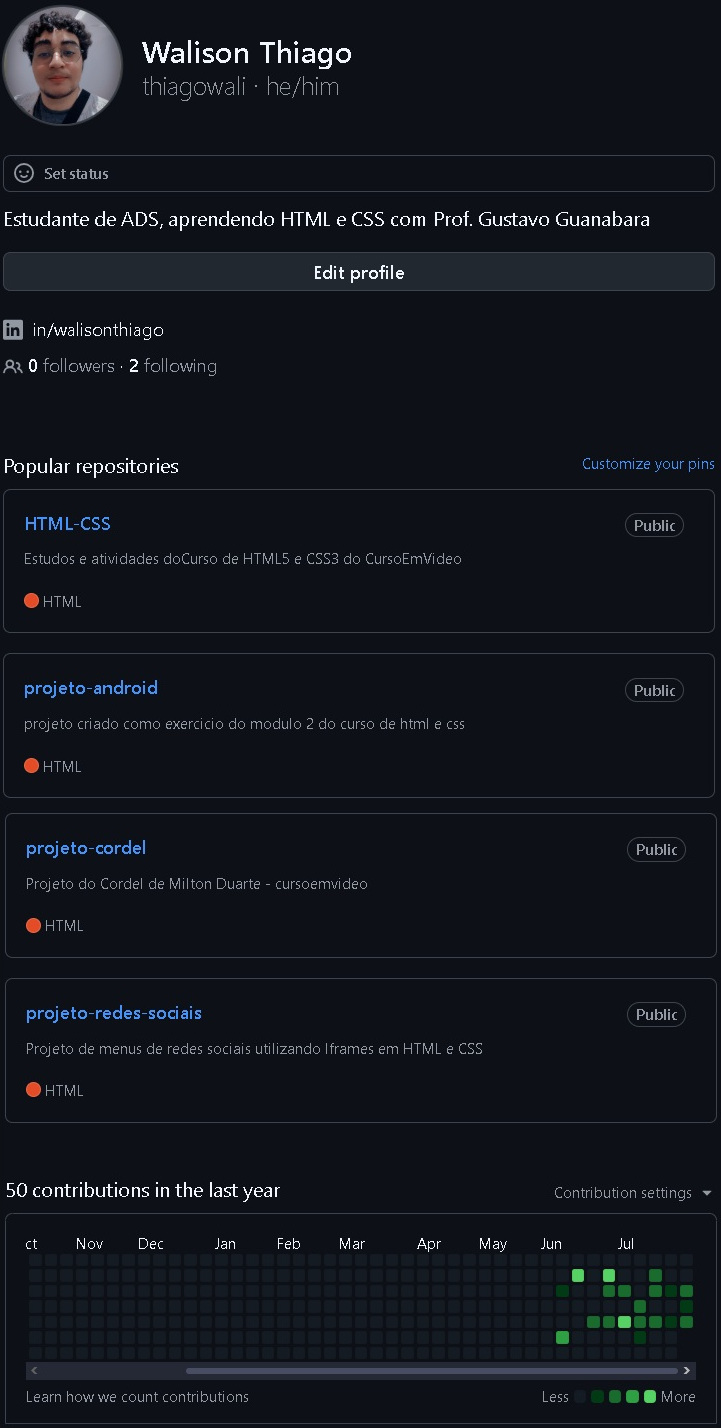 Walison Thiago
thiagowali · he/him
Set status
Estudante de ADS, aprendendo HTML e CSS com Prof. Gustavo Guanabara
Edit profile
in/walisonthiago
0 followers · 2 following
Popular repositories
Customize your pins
HTML-CSS
Public
Estudos e atividades doCurso de HTML5 e CSS3 do CursoEmVideo
HTML
projeto-android
Public
projeto criado como exercicio do modulo 2 do curso de html e css
HTML
projeto-cordel
Public
Projeto do Cordel de Milton Duarte - cursoemvideo
HTML
projeto-redes-sociais
Public
Projeto de menus de redes sociais utilizando Iframes em HTML e CSS
HTML
50 contributions in the last year
Contribution settings
ct Nov Dec Jan Feb Mar Apr May Jun Jul
Learn how we count contributions
Less More